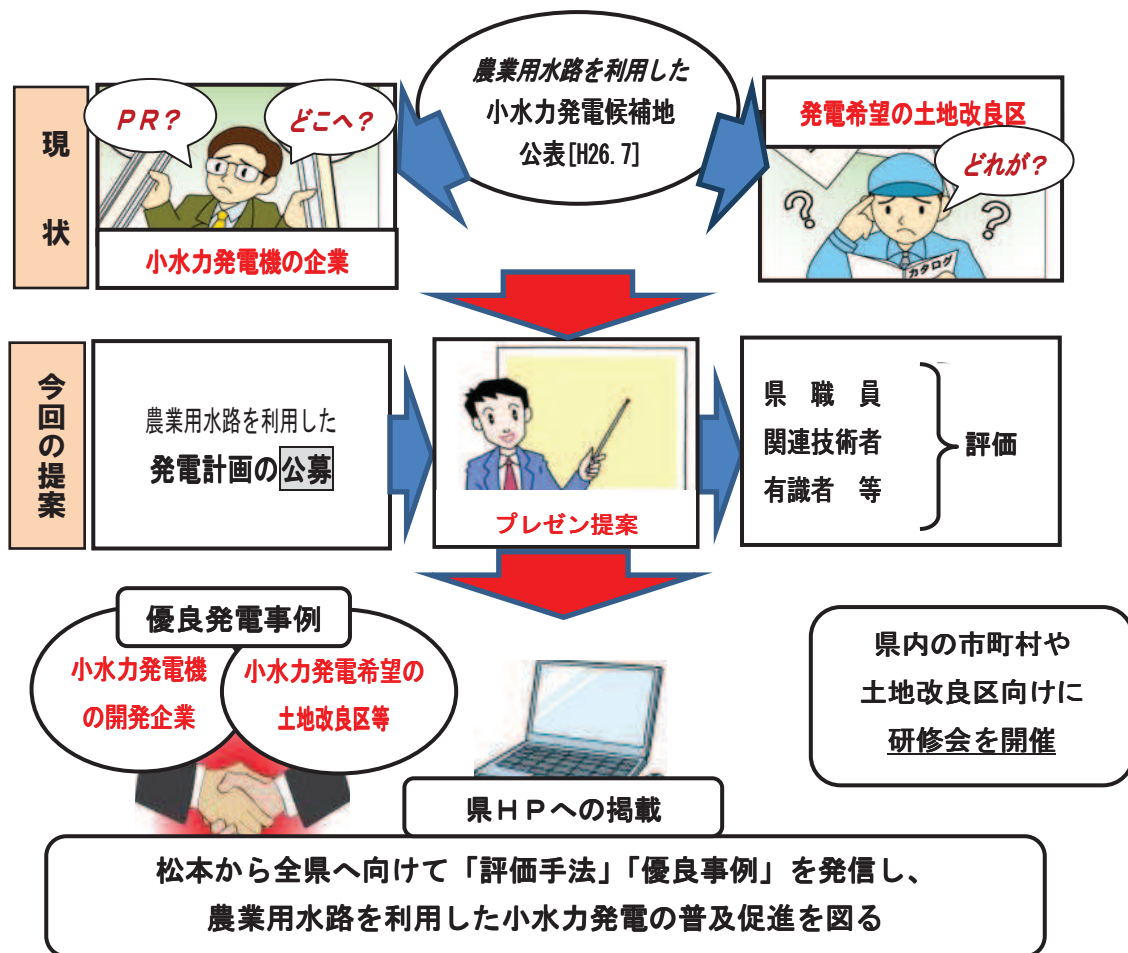 現状
PR?
どこへ?
小水力発電機の企業
農業用水路を利用した
小水力発電候補地
公表[H26.7]
発電希望の土地改良区
どれが?
?
?
カタログ
今回の提案
農業用水路を利用した
発電計画の公募
プレゼン提案
県 職 員
関連技術者
有識者 等
評価
優良発電事例
小水力発電機
の開発企業
小水力発電希望の
土地改良区等
県内の市町村や
土地改良区向けに
研修会を開催
県HPへの掲載
松本から全県へ向けて「評価手法」「優良事例」を発信し、
農業用水路を利用した小水力発電の普及促進を図る